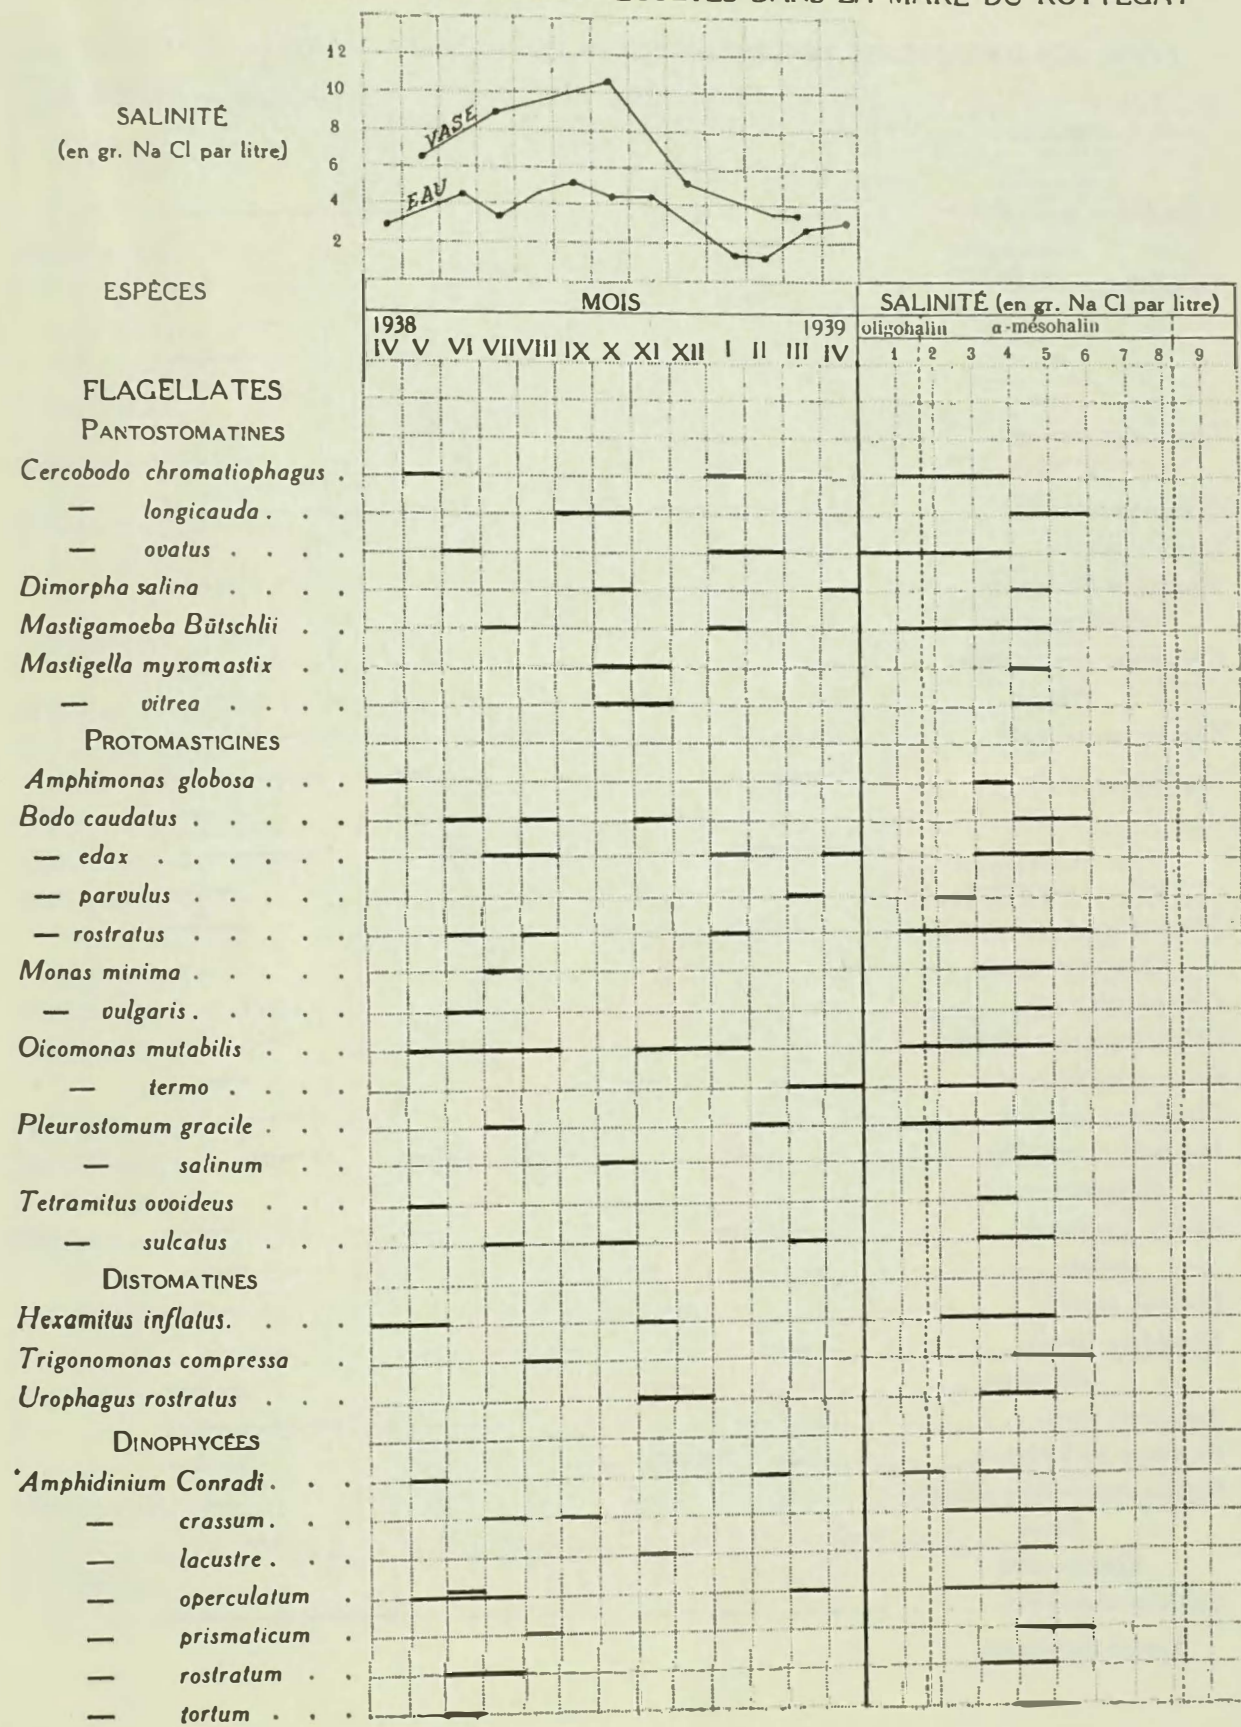 DANS LA MARE DU ROTTEGAT
12
10
SALINITÉ
8
(en gr. Na Cl par litre)
VASE
6
4
EAU
2
ESPÈCES
MOIS
SALINITÉ (en gr. Na Cl par litre)
1938 1939 oligohalin α-mésohalin
IV V VI VII VIII IX X XI XII I II III IV 1 2 3 4 5 6 7 8 9
FLAGELLATES
PANTOSTOMATINES
Cercobodo chromatiophagus .
— longicauda . . .
— ovatus . . . .
Dimorpha salina . . . .
Mastigamoeba Bütschlii . .
Mastigella myxomastix . .
— vitrea . . . .
PROTOMASTIGINES
Amphimonas globosa . . .
Bodo caudatus . . . . .
— edax . . . . . .
— parvulus . . . . .
— rostratus . . . . .
Monas minima . . . . .
— vulgaris . . . . .
Oicomonas mutabilis . . .
— termo . . . .
Pleurostomum gracile . . .
— salinum . .
Tetramitus ovoideus . . .
— sulcatus . . .
DISTOMATINES
Hexamitus inflatus. . . .
Trigonomonas compressa .
Urophagus rostratus . . .
DINOPHYCÉES
Amphidinium Conradi . . .
— crassum . . .
— lacustre . . .
— operculatum .
— prismaticum .
— rostratum . .
— tortum . . .